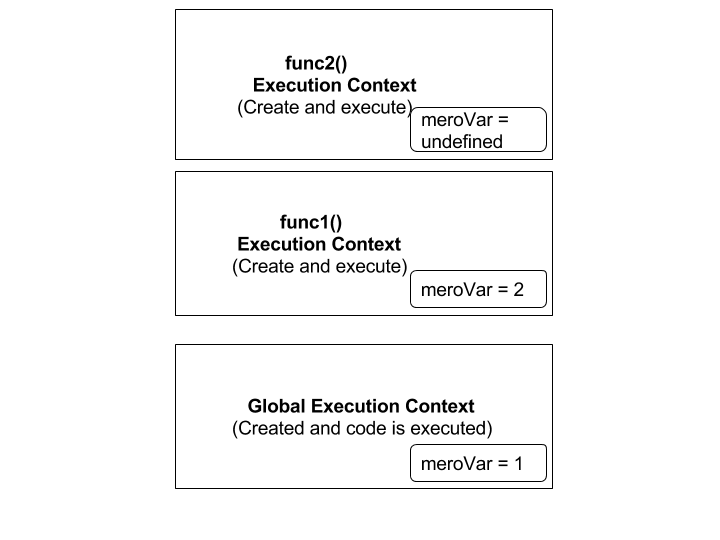 func2()
Execution Context
(Create and execute)
meroVar =
undefined
func1()
Execution Context
(Create and execute)
meroVar = 2
Global Execution Context
(Created and code is executed)
meroVar = 1